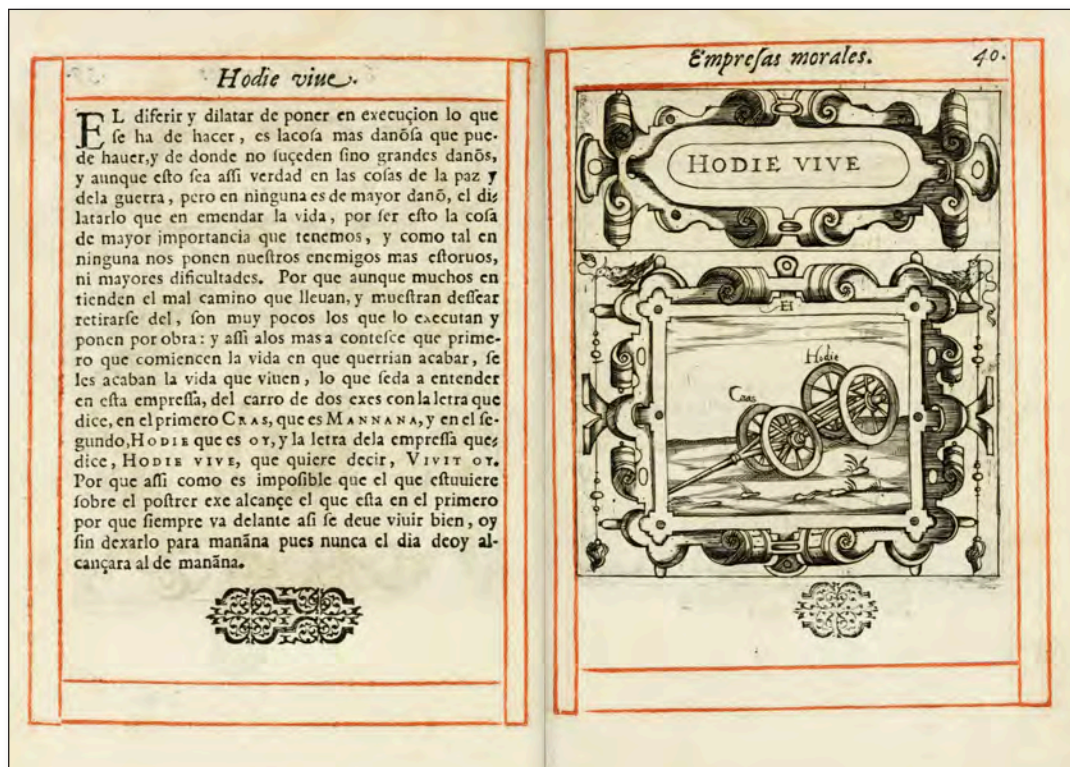 Hodie viue.
EL diferir y dilatar de poner en execuçion lo que
ſe ha de hacer, es lacoſa mas danõſa que pue-
de hauer,y de donde no ſuçeden ſino grandes danõs,
y aunque eſto ſea aſſi verdad en las coſas de la paz y
dela guerra, pero en ninguna es de mayor danõ, el di-
latarlo que en emendar la vida, por ſer eſto la coſa
de mayor jmportancia que tenemos, y como tal en
ninguna nos ponen nueſtros enemigos mas eſtoruos,
ni mayores dificultades. Por que aunque muchos en
tienden el mal camino que lleuan, y mueſtran deſſear
retirarſe del, ſon muy pocos los que lo executan y
ponen por obra: y aſſi alos mas a conteſce que prime-
ro que comiencen la vida en que querrian acabar, ſe
les acaban la vida que viuen, lo que ſeda a entender
en eſta empreſſa, del carro de dos exes con la letra que
dice, en el primero CRAS, que es MANNANA, y en el ſe-
gundo, HODIE que es OY, y la letra dela empreſſa que
dice, HODIE VIVE, que quiere decir, VIVIT OY.
Por que aſſi como es impoſible que el que eſtuuiere
ſobre el poſtrer exe alcançe el que eſta en el primero
por que ſiempre va delante aſi ſe deue viuir bien, oy
ſin dexarlo para manãna pues nunca el dia deoy al-
cançara al de manãna.
Empreſas morales. 40.
HODIE VIVE
Et
Hodie
Cras